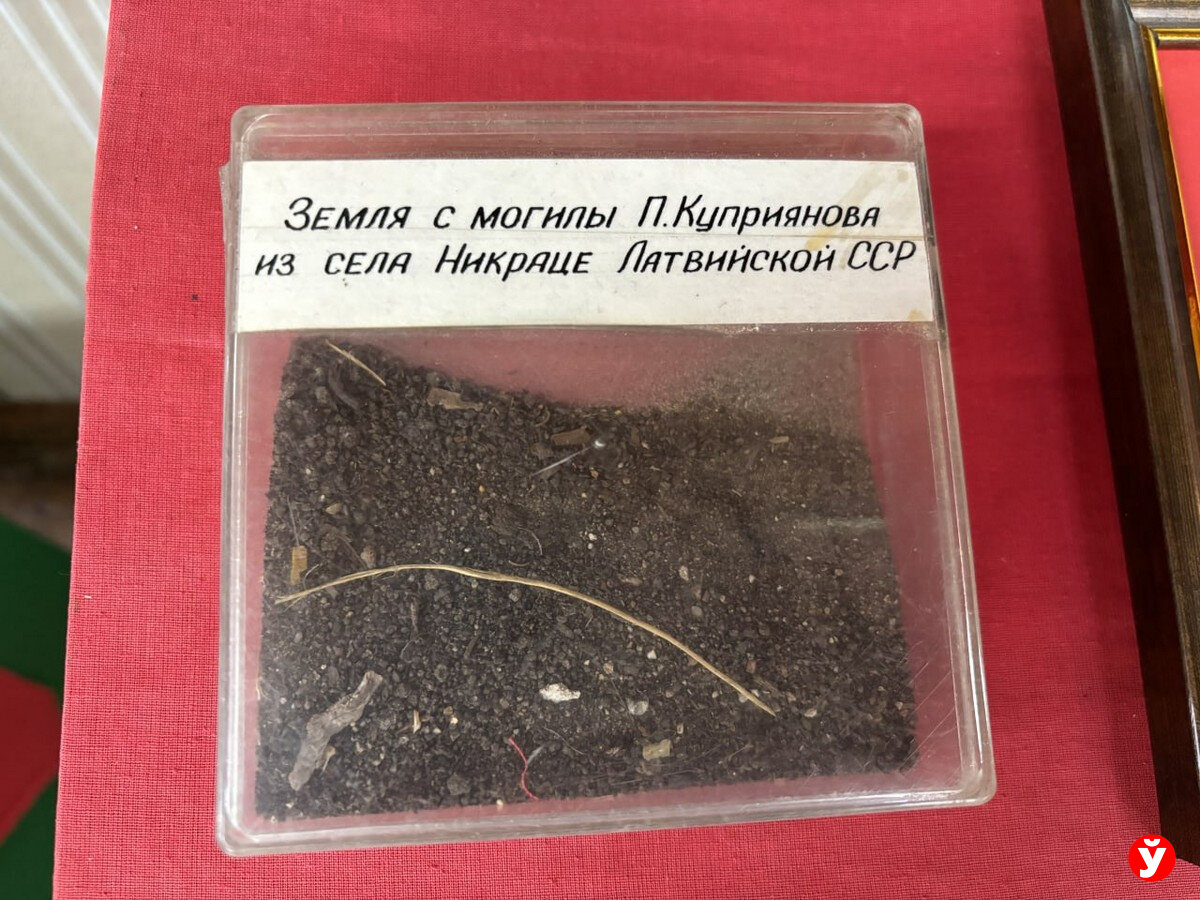 Земля с могилы П.Куприянова
из села Никраце Латвийской ССР
Ў